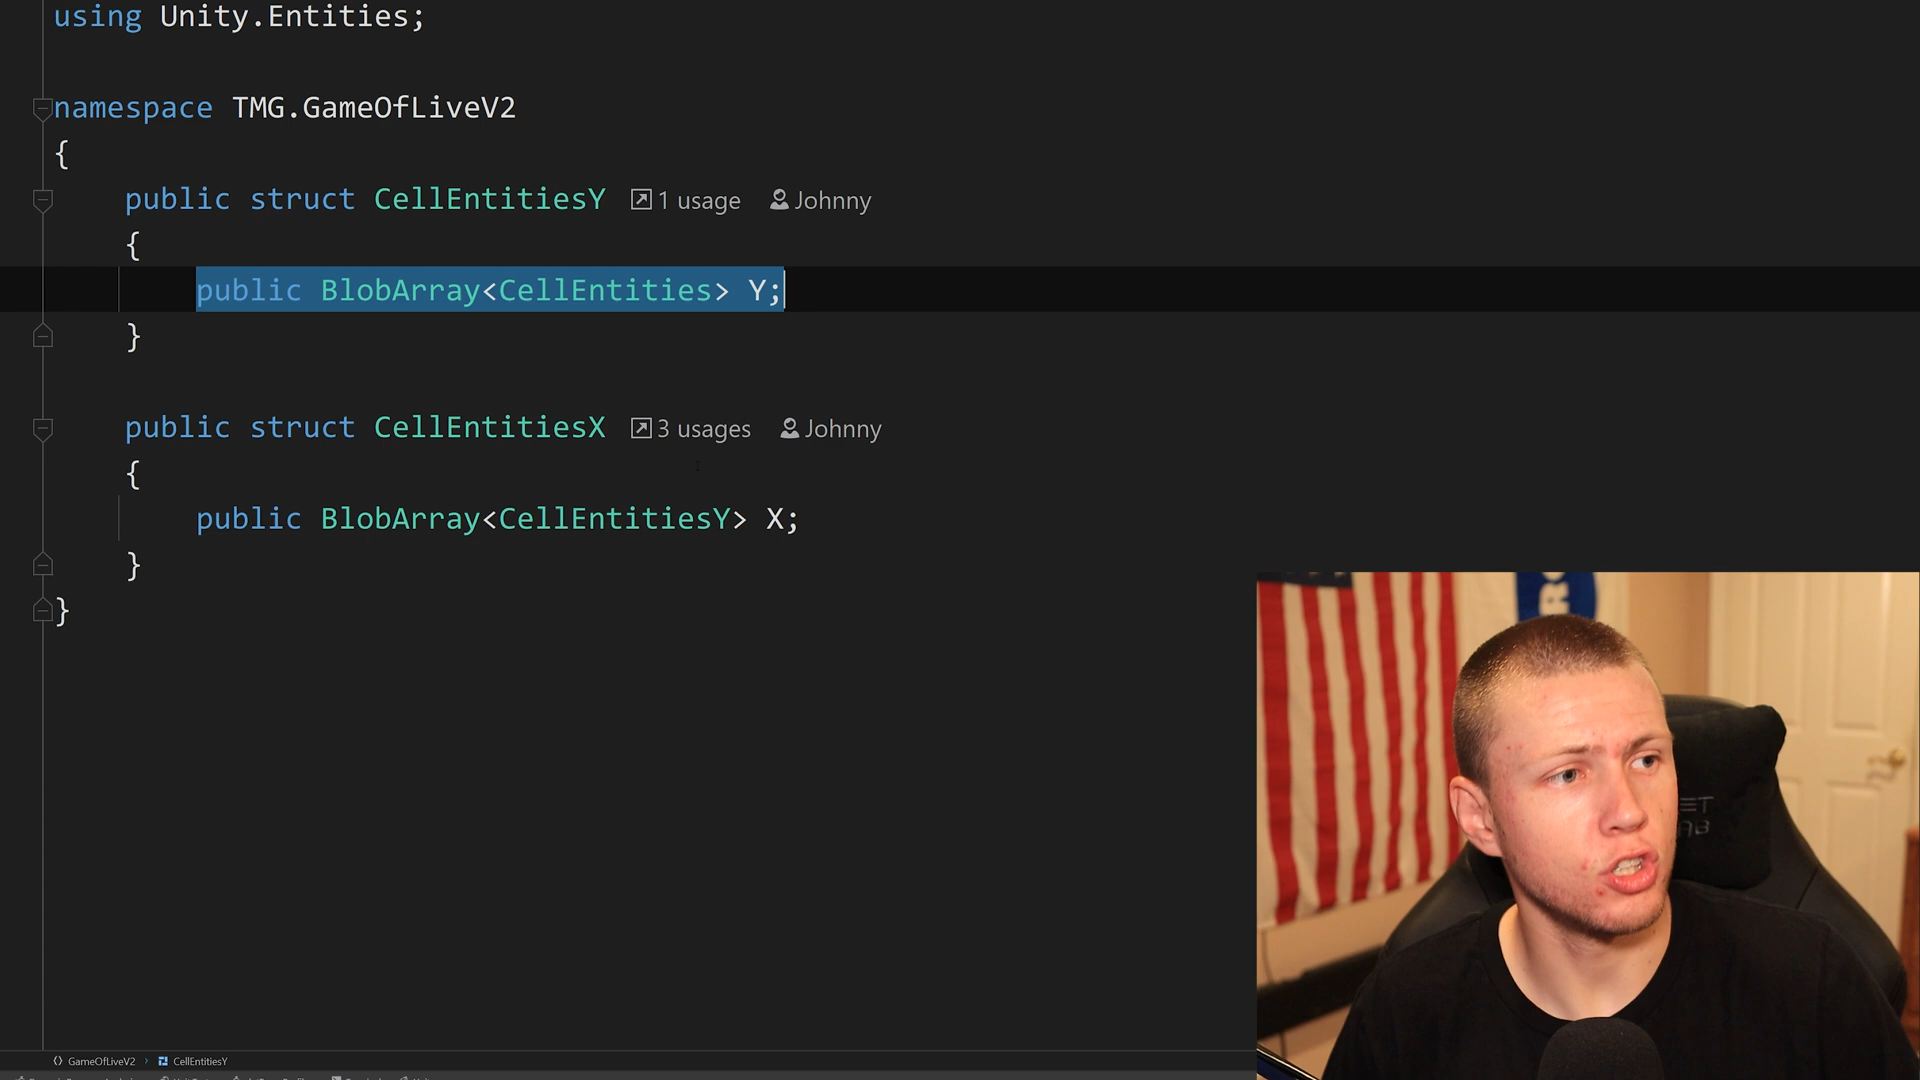 using Unity.Entities;
namespace TMG.GameOfLiveV2
{
public struct CellEntitiesY 1 usage Johnny
{
public BlobArray<CellEntities> Y;
}
public struct CellEntitiesX 3 usages Johnny
{
public BlobArray<CellEntitiesY> X;
}
}
GameOfLiveV2 > CellEntitiesY